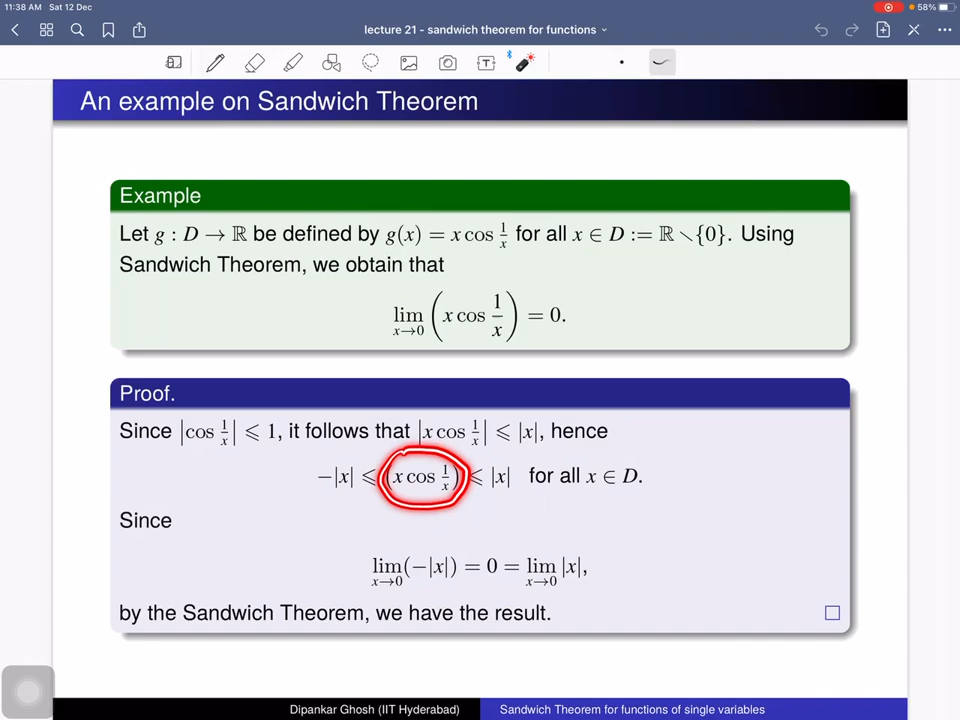 11:38 AM Sat 12 Dec
58%
lecture 21 - sandwich theorem for functions
An example on Sandwich Theorem
Example
Let g : D → ℝ be defined by g(x) = x cos 1/x for all x ∈ D := ℝ ∖ {0}. Using
Sandwich Theorem, we obtain that
lim x→0 (x cos 1/x) = 0.
Proof.
Since |cos 1/x| ⩽ 1, it follows that |x cos 1/x| ⩽ |x|, hence
−|x| ⩽ (x cos 1/x) ⩽ |x| for all x ∈ D.
Since
lim x→0 (−|x|) = 0 = lim x→0 |x|,
by the Sandwich Theorem, we have the result. □
Dipankar Ghosh (IIT Hyderabad) Sandwich Theorem for functions of single variables